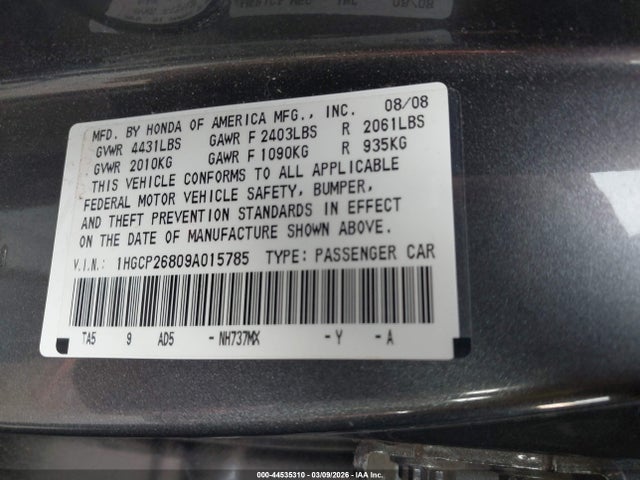 09/08
MFD. BY HONDA OF AMERICA MFG., INC. 08/08
GVWR 4431LBS GAWR F 2403LBS R 2061LBS
GVWR 2010KG GAWR F 1090KG R 935KG
THIS VEHICLE CONFORMS TO ALL APPLICABLE
FEDERAL MOTOR VEHICLE SAFETY, BUMPER,
AND THEFT PREVENTION STANDARDS IN EFFECT
ON THE DATE OF MANUFACTURE SHOWN ABOVE.
V.I.N.: 1HGCP26809A015785 TYPE: PASSENGER CAR
TA5 9 AD5 - NH737MX - Y - A
000-44535310 | 03/09/2026 | IAA Inc.